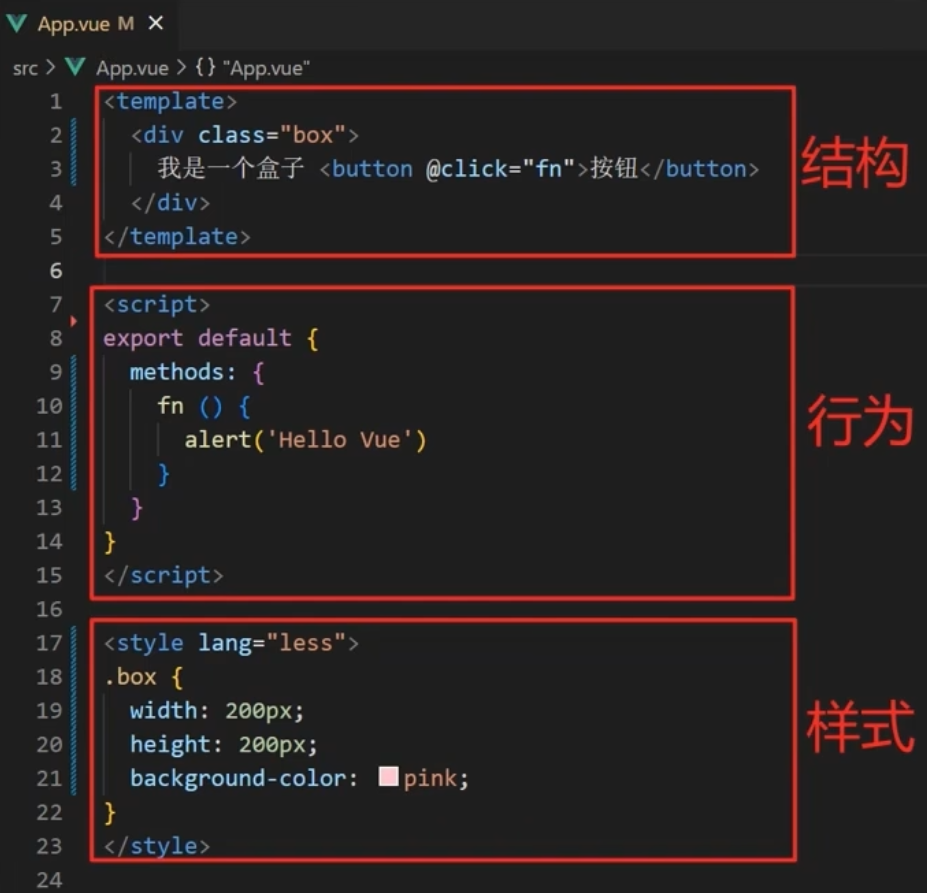 App.vue M ×
src > App.vue > {} "App.vue"
1 <template>
2 <div class="box">
3 我是一个盒子 <button @click="fn">按钮</button>
4 </div>
5 </template>
结构
6
7 <script>
8 export default {
9 methods: {
10 fn () {
11 alert('Hello Vue')
12 }
13 }
14 }
15 </script>
行为
16
17 <style lang="less">
18 .box {
19 width: 200px;
20 height: 200px;
21 background-color: pink;
22 }
23 </style>
样式
24